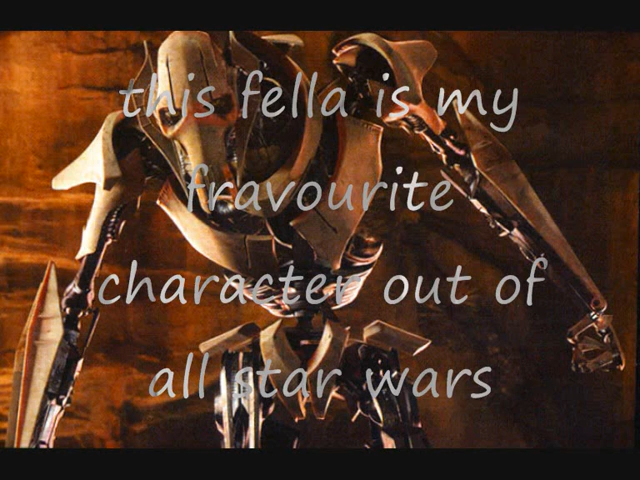 this fella is my
fravourite
character out of
all star wars